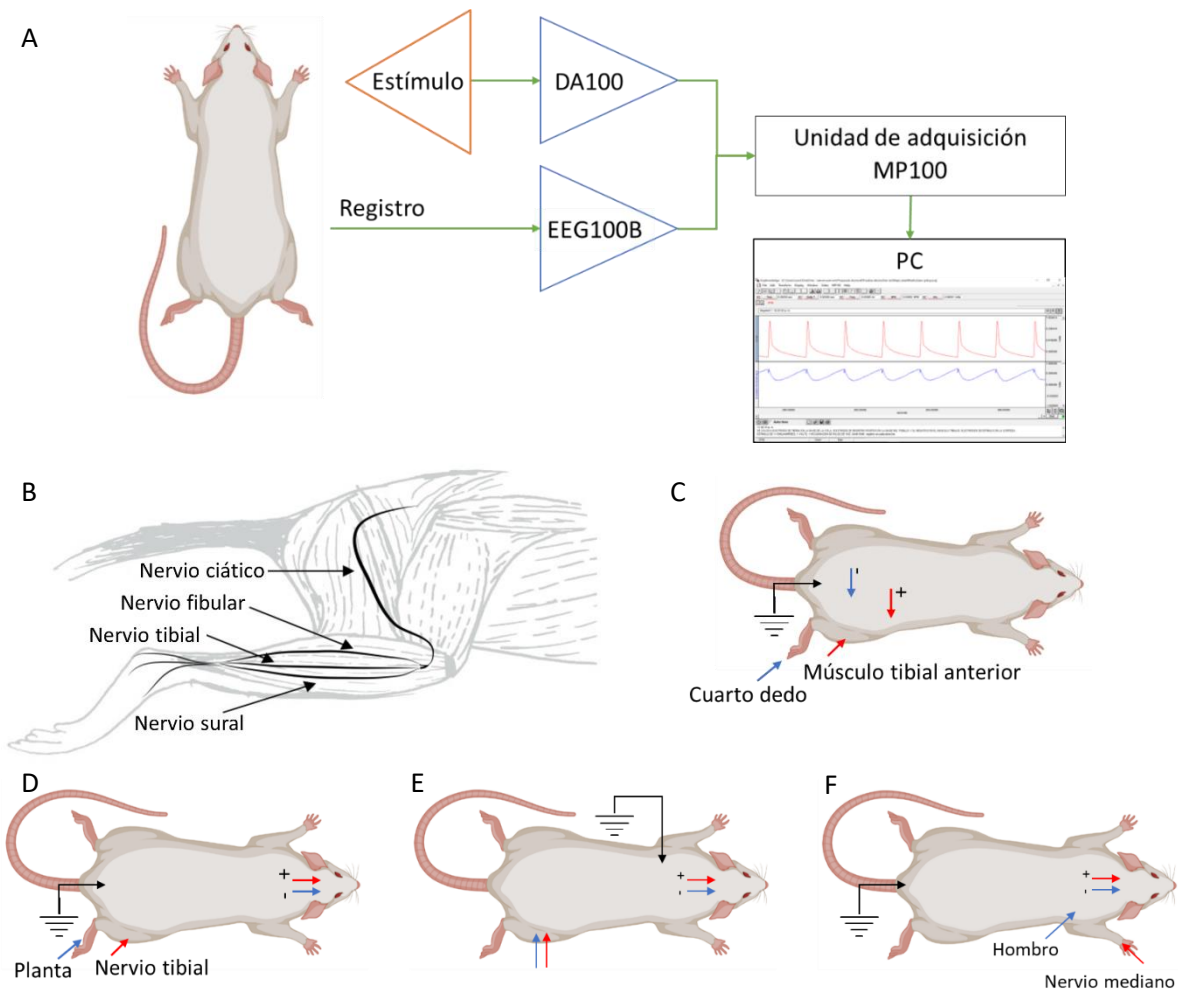 A
Estímulo
DA100
Registro
EEG100B
Unidad de adquisición
MP100
PC
B
Nervio ciático
Nervio fibular
Nervio tibial
Nervio sural
C
-
+
Músculo tibial anterior
Cuarto dedo
D
+
-
Planta
Nervio tibial
E
+
-
F
+
-
Hombro
Nervio mediano